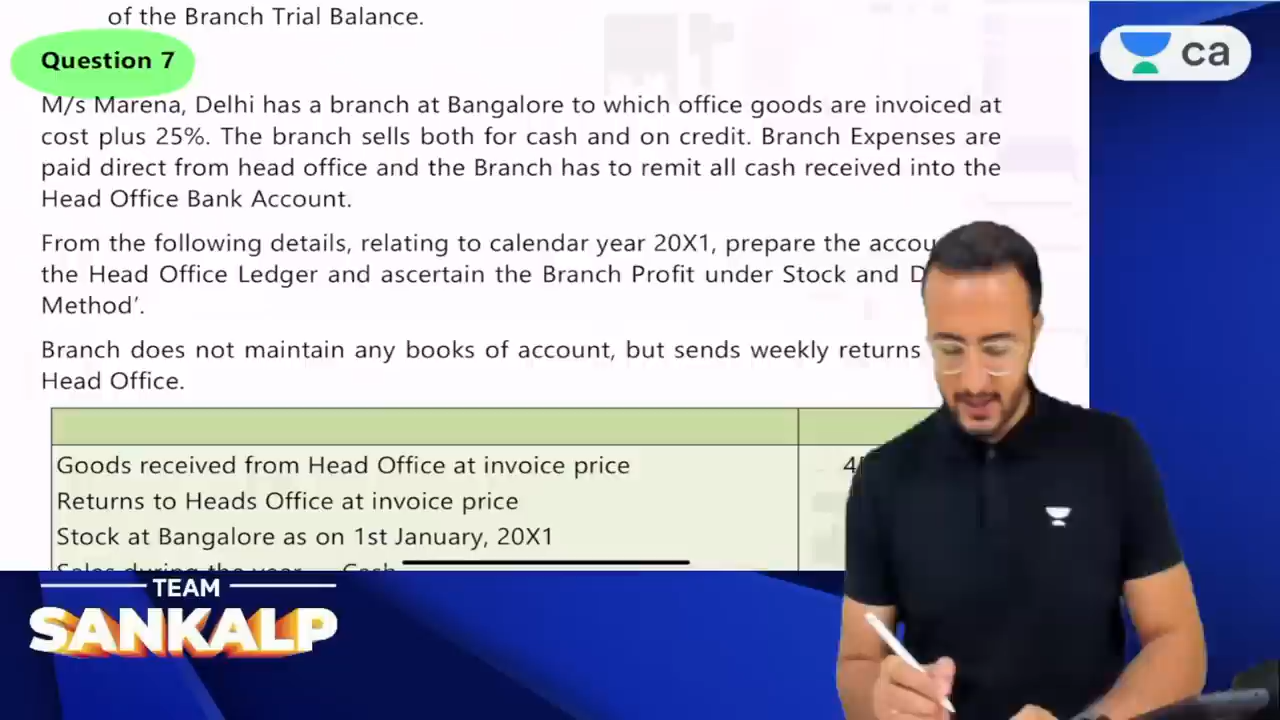 of the Branch Trial Balance.
Question 7
M/s Marena, Delhi has a branch at Bangalore to which office goods are invoiced at
cost plus 25%. The branch sells both for cash and on credit. Branch Expenses are
paid direct from head office and the Branch has to remit all cash received into the
Head Office Bank Account.
From the following details, relating to calendar year 20X1, prepare the
the Head Office Ledger and ascertain the Branch Profit under Stock and
Method’.
Branch does not maintain any books of account, but sends weekly returns
Head Office.
Goods received from Head Office at invoice price
Returns to Heads Office at invoice price
Stock at Bangalore as on 1st January, 20X1
Sales during the year — Cash
TEAM
SANKALP
ca